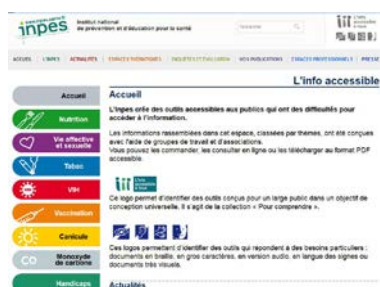 inpes
Institut national
de prévention et d'éducation pour la santé
ACCUEIL L'INPES ACTUALITÉS ESPACES THÉMATIQUES ENQUÊTES ET ÉVALUATION NOS PUBLICATIONS ESPACES PROFESSIONNELS PRESSE
L'info accessible
Accueil
Nutrition
Vie affective
et sexuelle
Tabac
VIH
Vaccination
Canicule
CO Monoxyde
de carbone
Handicaps
Accueil
L'Inpes crée des outils accessibles aux publics qui ont des difficultés pour
accéder à l'information.
Les informations rassemblées dans cet espace, classées par thèmes, ont été conçues
avec l'aide de groupes de travail et d'associations.
Vous pouvez les commander, les consulter en ligne ou les télécharger au format PDF
accessible.
Ce logo permet d'identifier des outils conçus pour un large public dans un objectif de
conception universelle. Il s'agit de la collection « Pour comprendre ».
Ces logos permettant d'identifier des outils qui répondent à des besoins particuliers :
documents en braille, en gros caractères, en version audio, en langue des signes ou
documents très visuels.
Actualités